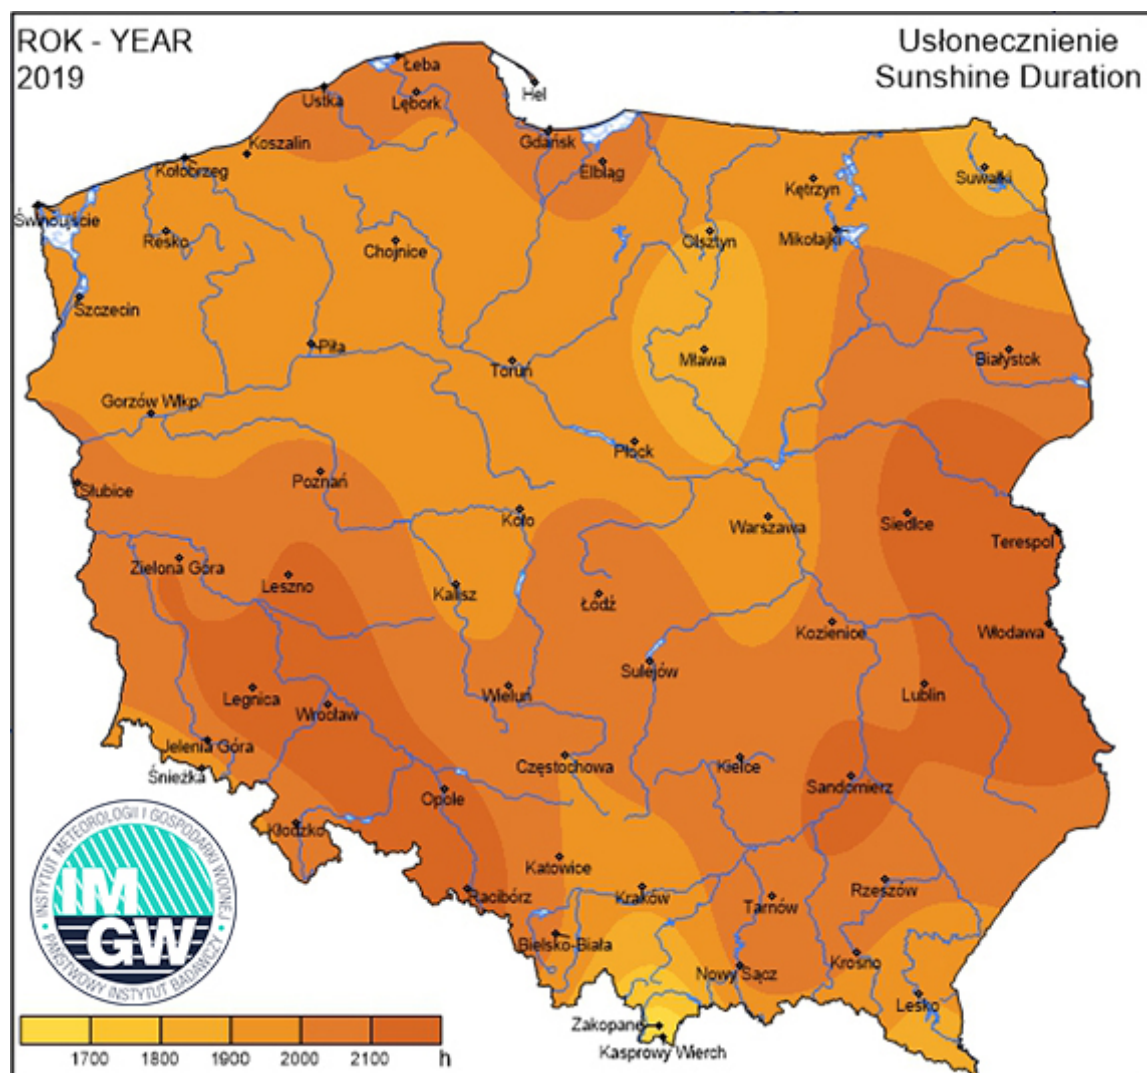 ROK - YEAR
2019
Usłonecznienie
Sunshine Duration
Łeba
Hel
Ustka
Lębork
Gdańsk
Koszalin
Kołobrzeg
Elbląg
Suwałki
Kętrzyn
Świnoujście
Resko
Chojnice
Olsztyn
Mikołajki
Szczecin
Piła
Toruń
Mława
Białystok
Gorzów Wlkp.
Płock
Słubice
Poznań
Koło
Warszawa
Siedlce
Terespol
Zielona Góra
Leszno
Kalisz
Łódź
Kozienice
Włodawa
Sulejów
Legnica
Wrocław
Wieluń
Lublin
Jelenia Góra
Śnieżka
Częstochowa
Kielce
Sandomierz
Opole
Kłodzko
Katowice
Kraków
Racibórz
Tarnów
Rzeszów
Bielsko-Biała
Nowy Sącz
Krosno
Lesko
Zakopane
Kasprowy Wierch
INSTYTUT METEOROLOGII I GOSPODARKI WODNEJ
IM
GW
PAŃSTWOWY INSTYTUT BADAWCZY
1700 1800 1900 2000 2100 h